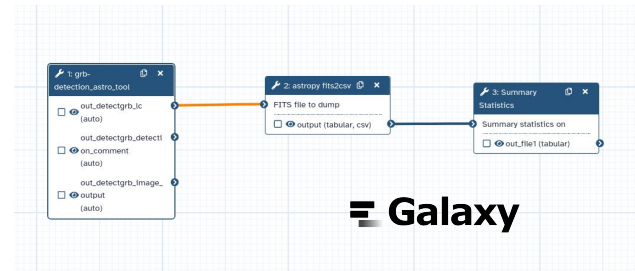 1: grb-
detection_astro_tool
out_detectgrb_lc
(auto)
out_detectgrb_detecti
on_comment
(auto)
out_detectgrb_image_
output
(auto)
2: astropy fits2csv
FITS file to dump
output (tabular, csv)
3: Summary
Statistics
Summary statistics on
out_file1 (tabular)
Galaxy